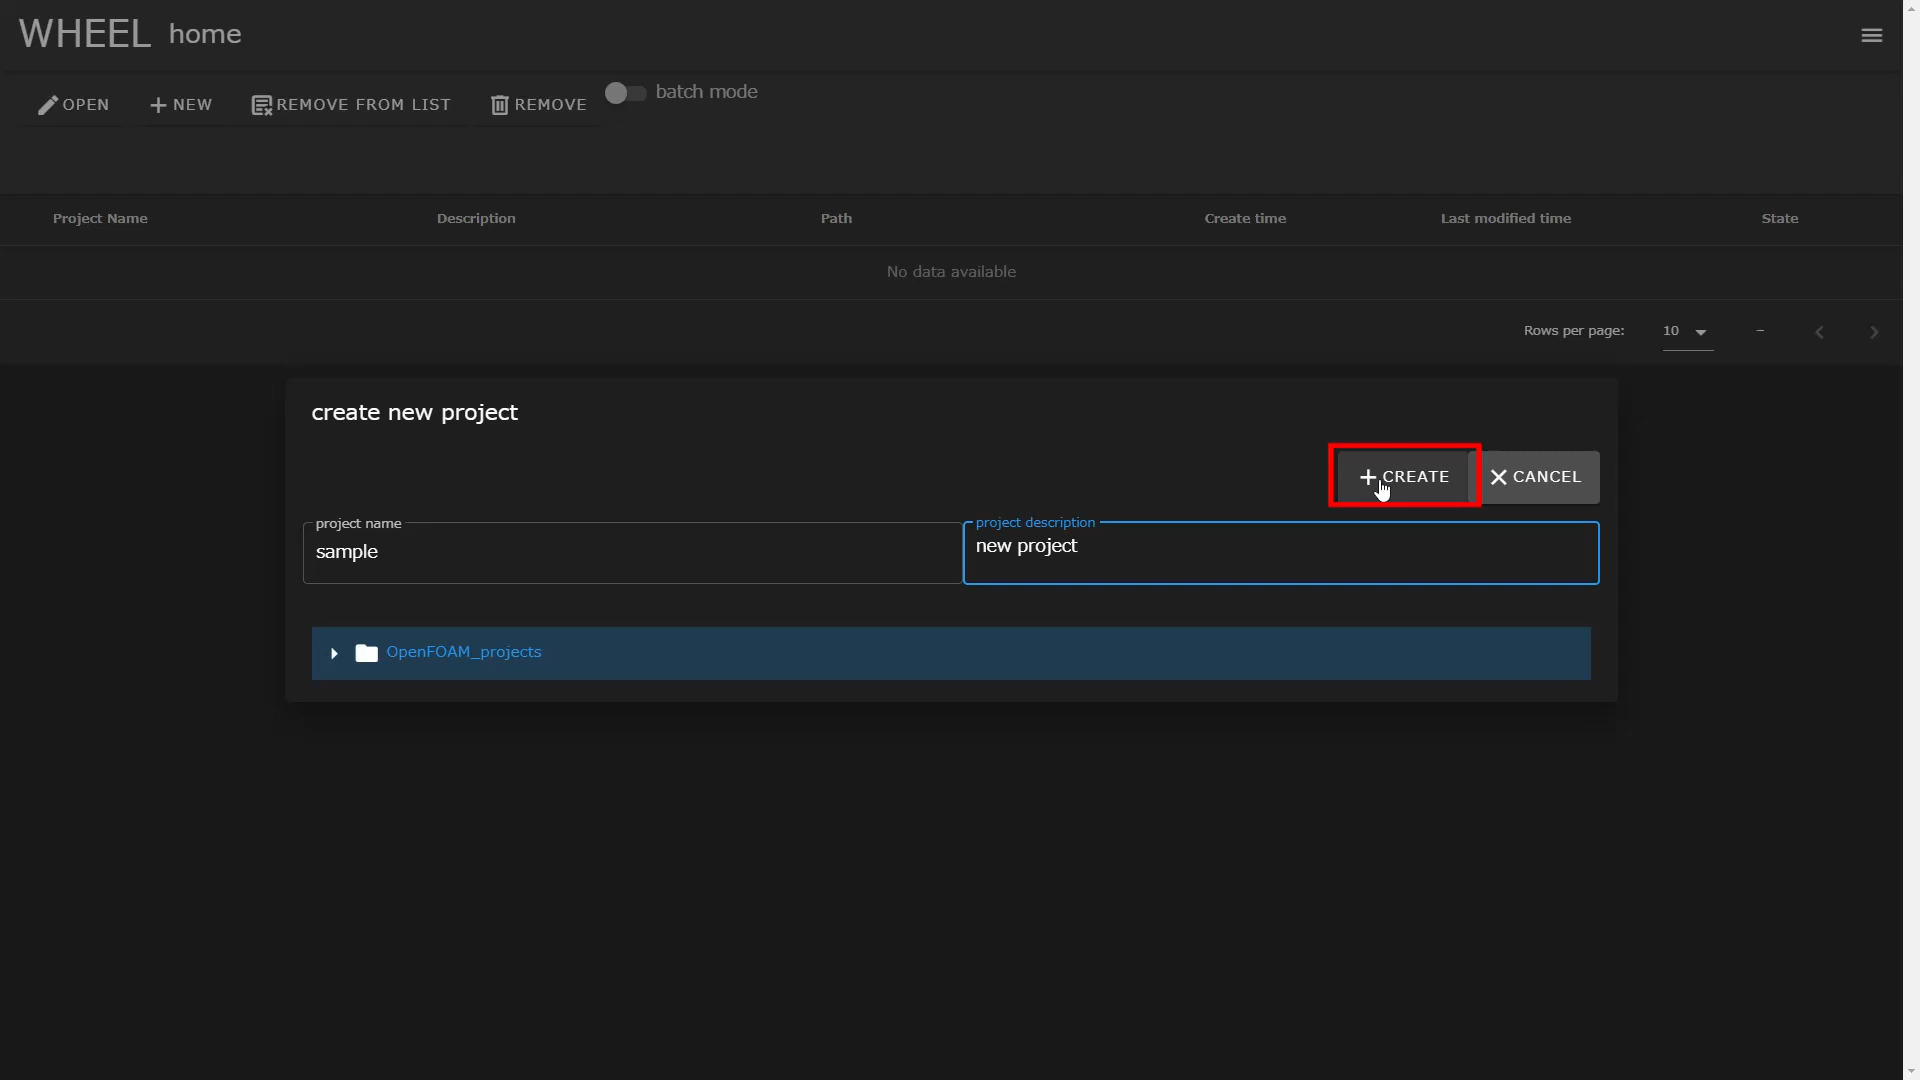 WHEEL home
OPEN NEW REMOVE FROM LIST REMOVE batch mode
Project Name Description Path Create time Last modified time State
No data available
Rows per page: 10 –
create new project
CREATE CANCEL
project name project description
sample new project
OpenFOAM_projects